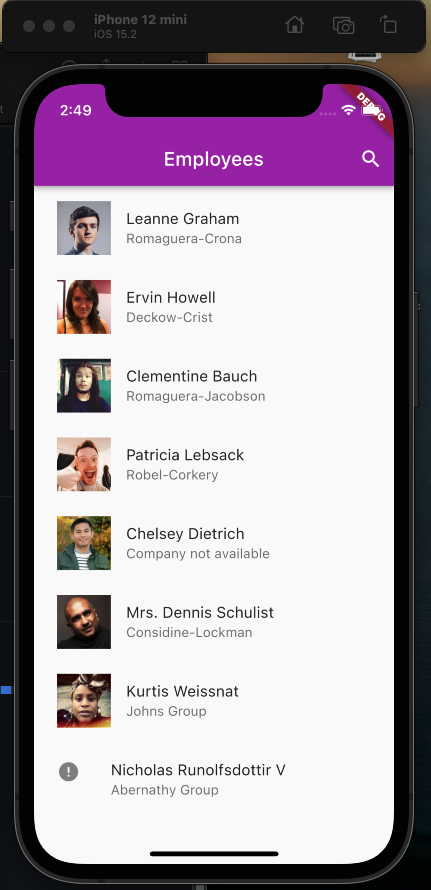 iPhone 12 mini
iOS 15.2
2:49
DEBUG
Employees
Leanne Graham
Romaguera-Crona
Ervin Howell
Deckow-Crist
Clementine Bauch
Romaguera-Jacobson
Patricia Lebsack
Robel-Corkery
Chelsey Dietrich
Company not available
Mrs. Dennis Schulist
Considine-Lockman
Kurtis Weissnat
Johns Group
Nicholas Runolfsdottir V
Abernathy Group